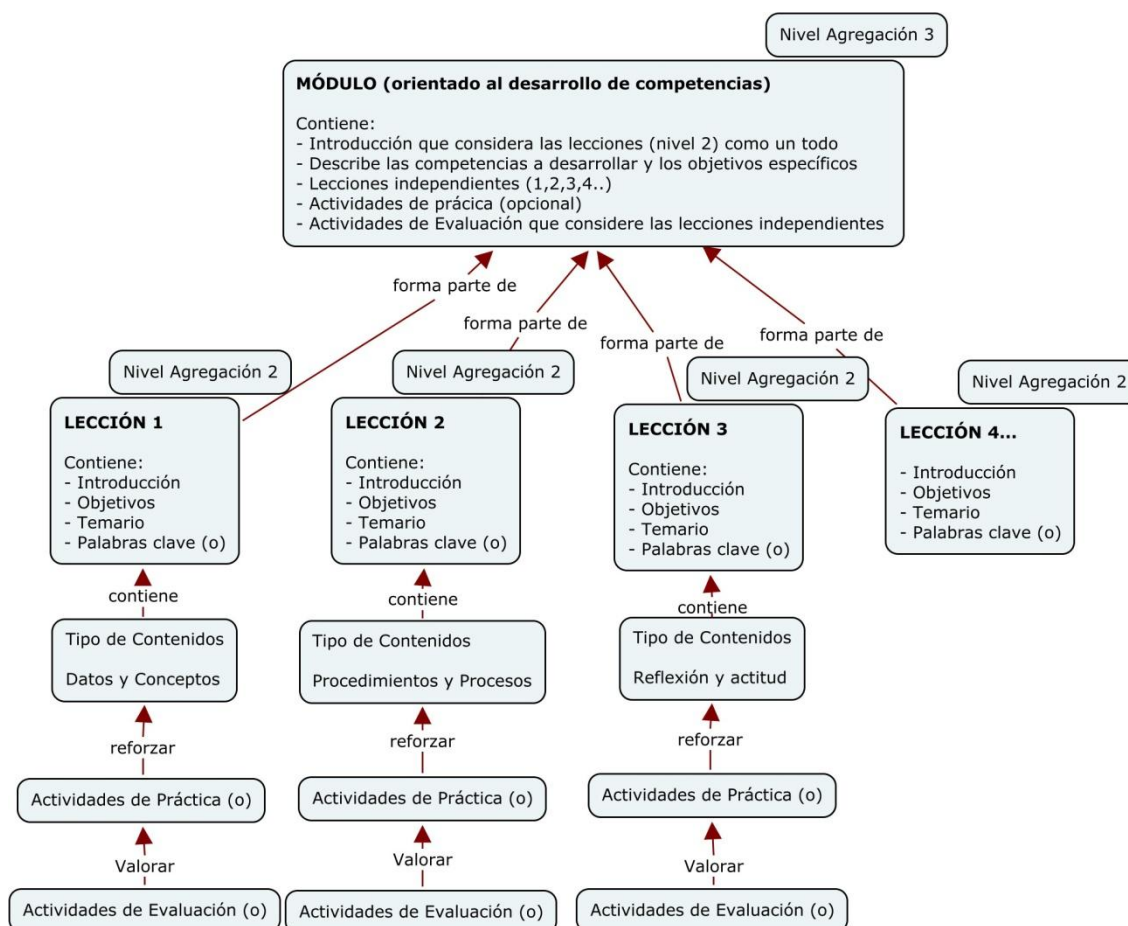 Nivel Agregación 3
MÓDULO (orientado al desarrollo de competencias)
Contiene:
- Introducción que considera las lecciones (nivel 2) como un todo
- Describe las competencias a desarrollar y los objetivos específicos
- Lecciones independientes (1,2,3,4..)
- Actividades de prácica (opcional)
- Actividades de Evaluación que considere las lecciones independientes
forma parte de
forma parte de
forma parte de
forma parte de
Nivel Agregación 2
LECCIÓN 1
Contiene:
- Introducción
- Objetivos
- Temario
- Palabras clave (o)
contiene
Tipo de Contenidos
Datos y Conceptos
reforzar
Actividades de Práctica (o)
Valorar
Actividades de Evaluación (o)
Nivel Agregación 2
LECCIÓN 2
Contiene:
- Introducción
- Objetivos
- Temario
- Palabras clave (o)
contiene
Tipo de Contenidos
Procedimientos y Procesos
reforzar
Actividades de Práctica (o)
Valorar
Actividades de Evaluación (o)
Nivel Agregación 2
LECCIÓN 3
Contiene:
- Introducción
- Objetivos
- Temario
- Palabras clave (o)
contiene
Tipo de Contenidos
Reflexión y actitud
reforzar
Actividades de Práctica (o)
Valorar
Actividades de Evaluación (o)
Nivel Agregación 2
LECCIÓN 4...
- Introducción
- Objetivos
- Temario
- Palabras clave (o)